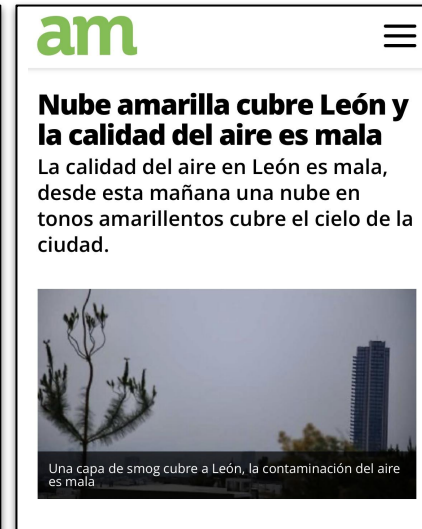 am
Nube amarilla cubre León y
la calidad del aire es mala
La calidad del aire en León es mala,
desde esta mañana una nube en
tonos amarillentos cubre el cielo de la
ciudad.
Una capa de smog cubre a León, la contaminación del aire
es mala